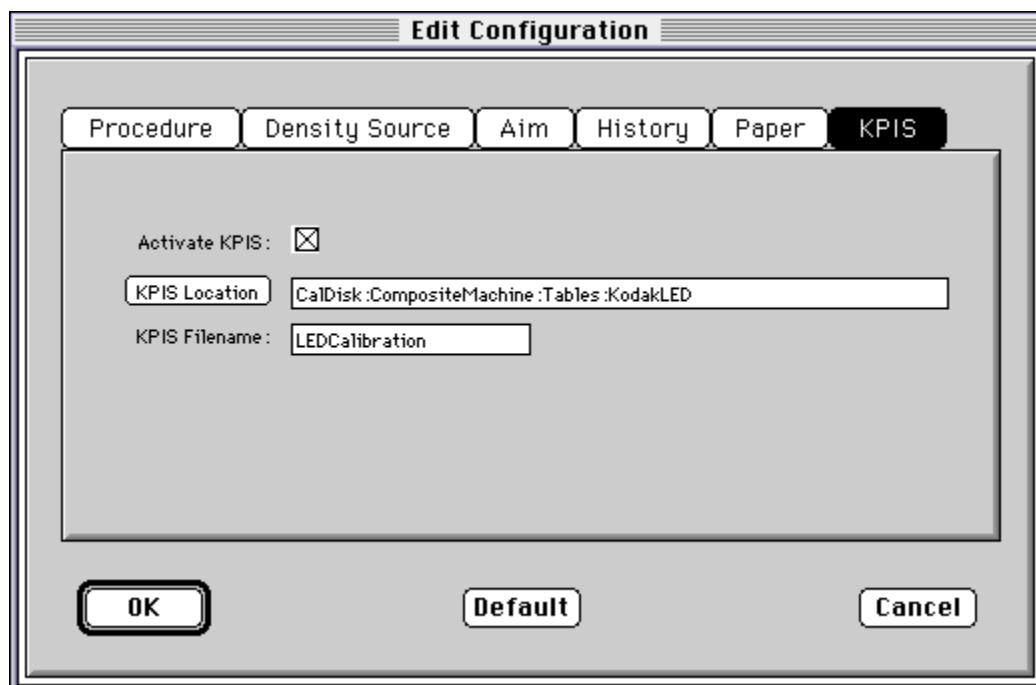 Edit Configuration
Procedure Density Source Aim History Paper KPIS
Activate KPIS:
KPIS Location CalDisk:CompositeMachine:Tables:KodakLED
KPIS Filename: LEDCalibration
OK Default Cancel